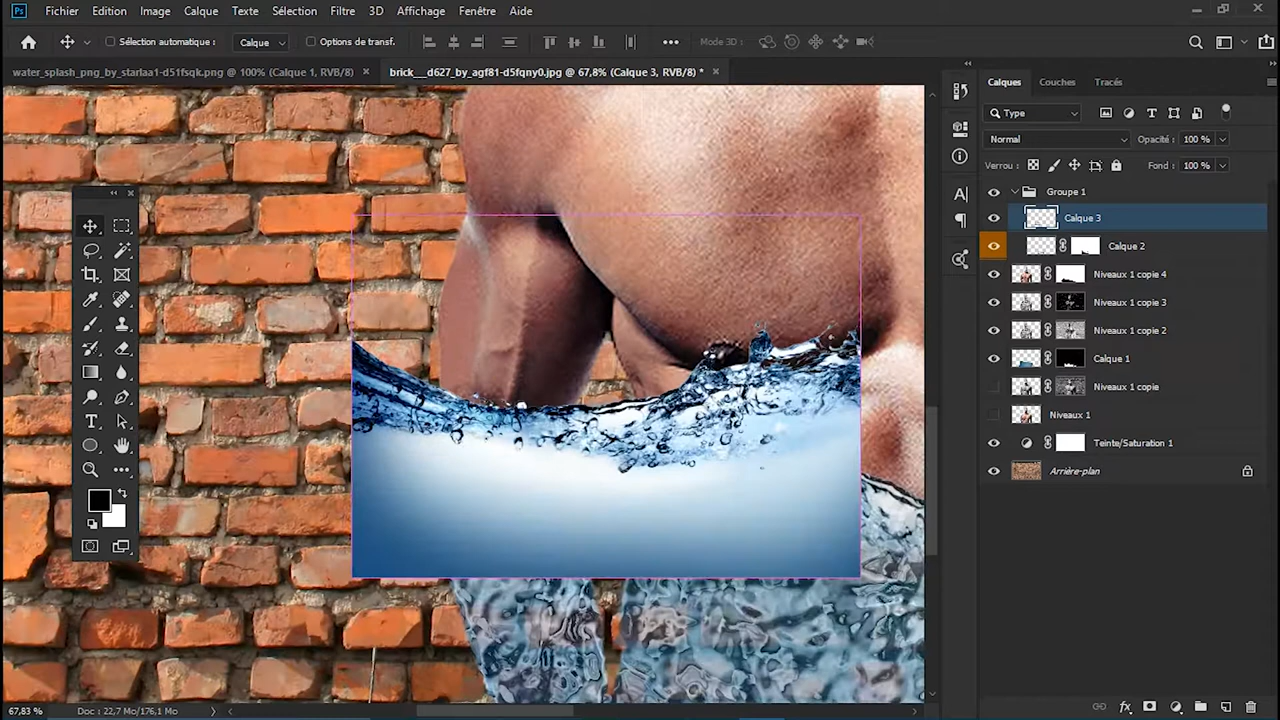 Ps Fichier Edition Image Calque Texte Sélection Filtre 3D Affichage Fenêtre Aide
Sélection automatique : Calque Options de transf. Mode 3D :
water_splash_png_by_starlaa1-d51fsqk.png @ 100% (Calque 1, RVB/8) × brick___d627_by_agf81-d5fqny0.jpg @ 67,8% (Calque 3, RVB/8) * ×
Calques Couches Tracés
Type
Normal Opacité : 100 %
Verrou : Fond : 100 %
Groupe 1
Calque 3
Calque 2
Niveaux 1 copie 4
Niveaux 1 copie 3
Niveaux 1 copie 2
Calque 1
Niveaux 1 copie
Niveaux 1
Teinte/Saturation 1
Arrière-plan
67,83 % Doc : 22,7 Mo/176,1 Mo